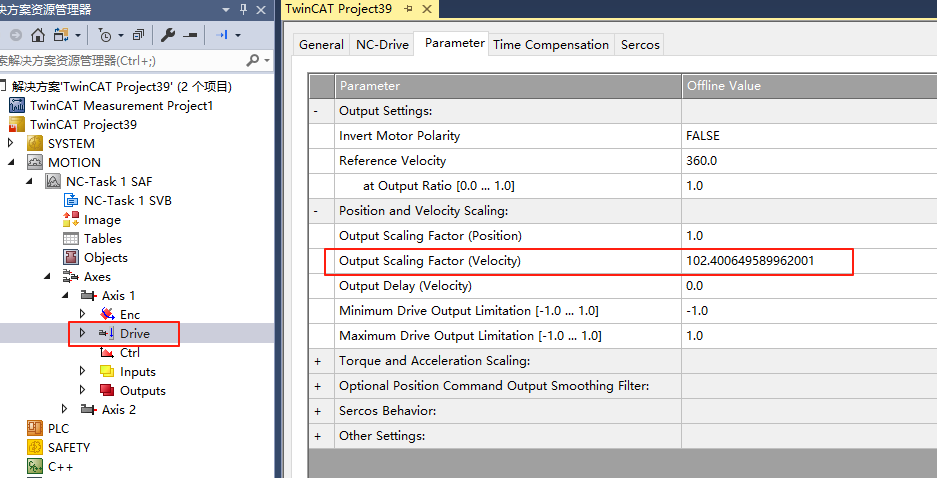 解决方案资源管理器
TwinCAT Project39
索解决方案资源管理器(Ctrl+;)
解决方案'TwinCAT Project39' (2 个项目)
TwinCAT Measurement Project1
TwinCAT Project39
SYSTEM
MOTION
NC-Task 1 SAF
NC-Task 1 SVB
Image
Tables
Objects
Axes
Axis 1
Enc
Drive
Ctrl
Inputs
Outputs
Axis 2
PLC
SAFETY
C++
General NC-Drive Parameter Time Compensation Sercos
Parameter Offline Value
- Output Settings:
Invert Motor Polarity FALSE
Reference Velocity 360.0
at Output Ratio [0.0 ... 1.0] 1.0
- Position and Velocity Scaling:
Output Scaling Factor (Position) 1.0
Output Scaling Factor (Velocity) 102.400649589962001
Output Delay (Velocity) 0.0
Minimum Drive Output Limitation [-1.0 ... 1.0] -1.0
Maximum Drive Output Limitation [-1.0 ... 1.0] 1.0
+ Torque and Acceleration Scaling:
+ Optional Position Command Output Smoothing Filter:
+ Sercos Behavior:
+ Other Settings: